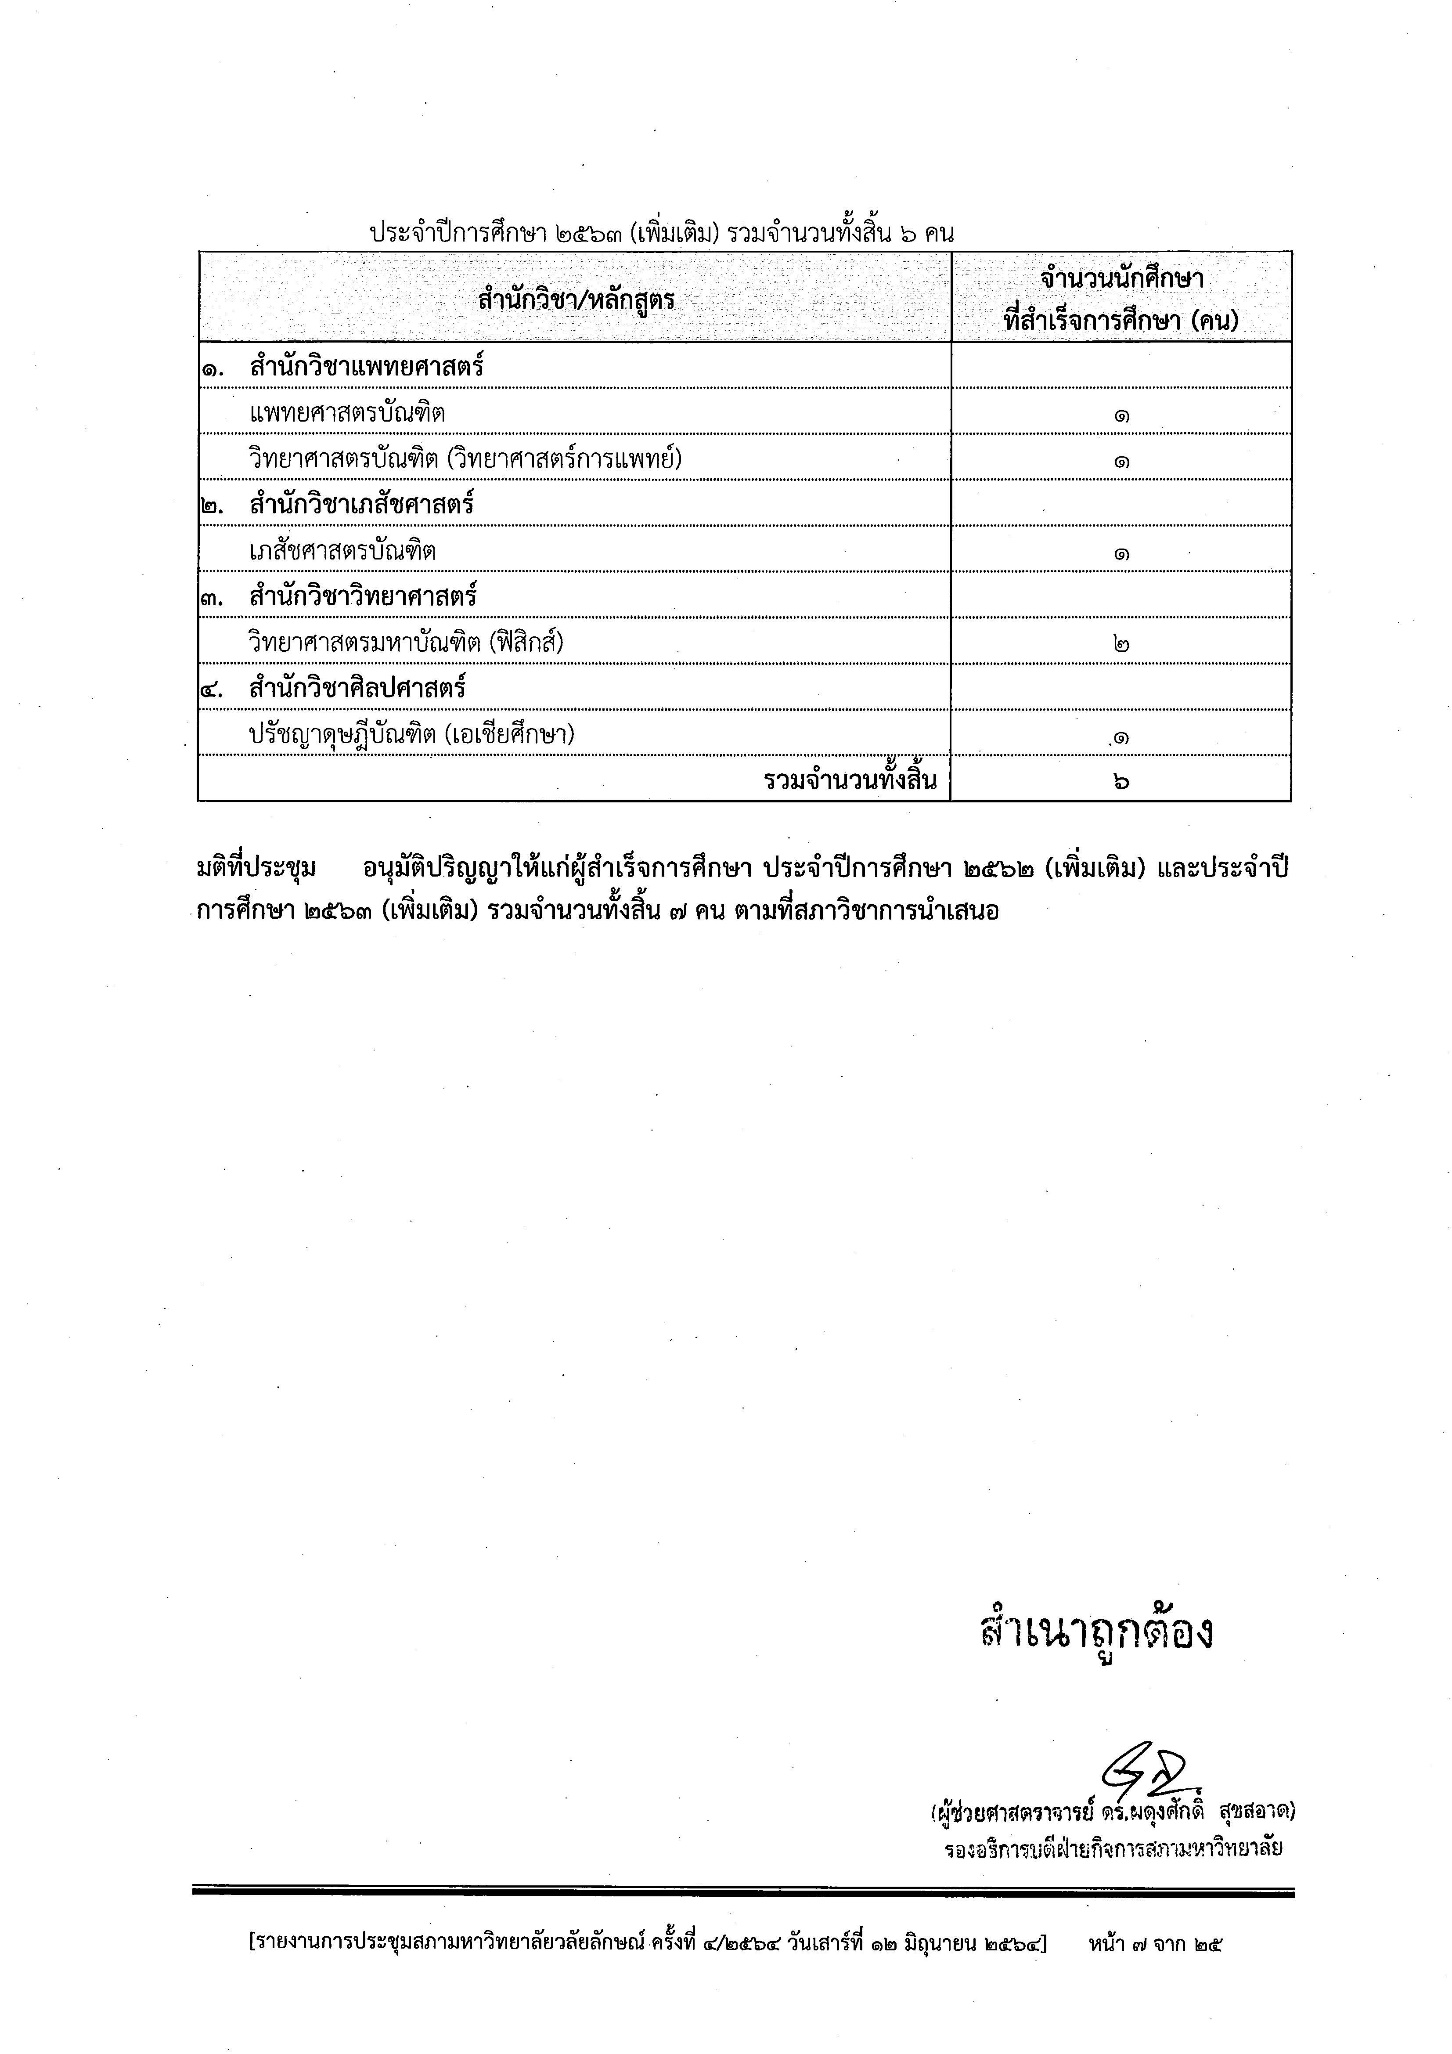 ประจำปีการศึกษา ๒๕๖๓ (เพิ่มเติม) รวมจำนวนทั้งสิ้น ๖ คน
สำนักวิชา/หลักสูตร
จำนวนนักศึกษา
ที่สำเร็จการศึกษา (คน)
๑. สำนักวิชาแพทยศาสตร์
แพทยศาสตรบัณฑิต ๑
วิทยาศาสตรบัณฑิต (วิทยาศาสตร์การแพทย์) ๑
๒. สำนักวิชาเภสัชศาสตร์
เภสัชศาสตรบัณฑิต ๑
๓. สำนักวิชาวิทยาศาสตร์
วิทยาศาสตรมหาบัณฑิต (ฟิสิกส์) ๒
๔. สำนักวิชาศิลปศาสตร์
ปรัชญาดุษฎีบัณฑิต (เอเชียศึกษา) ๑
รวมจำนวนทั้งสิ้น ๖
มติที่ประชุม อนุมัติปริญญาให้แก่ผู้สำเร็จการศึกษา ประจำปีการศึกษา ๒๕๖๒ (เพิ่มเติม) และประจำปี
การศึกษา ๒๕๖๓ (เพิ่มเติม) รวมจำนวนทั้งสิ้น ๗ คน ตามที่สภาวิชาการนำเสนอ
สำเนาถูกต้อง
(ผู้ช่วยศาสตราจารย์ ดร.ผดุงศักดิ์ สุขสอาด)
รองอธิการบดีฝ่ายกิจการสภามหาวิทยาลัย
[รายงานการประชุมสภามหาวิทยาลัยวลัยลักษณ์ ครั้งที่ ๔/๒๕๖๔ วันเสาร์ที่ ๑๒ มิถุนายน ๒๕๖๔] หน้า ๗ จาก ๒๕